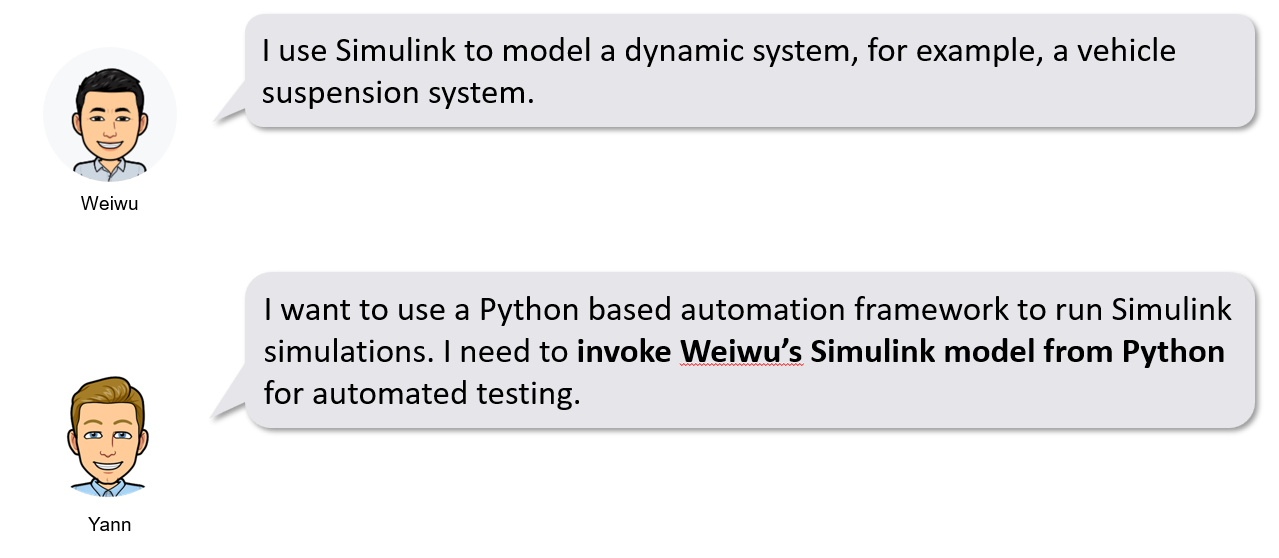 I use Simulink to model a dynamic system, for example, a vehicle
suspension system.
Weiwu
I want to use a Python based automation framework to run Simulink
simulations. I need to invoke Weiwu’s Simulink model from Python
for automated testing.
Yann